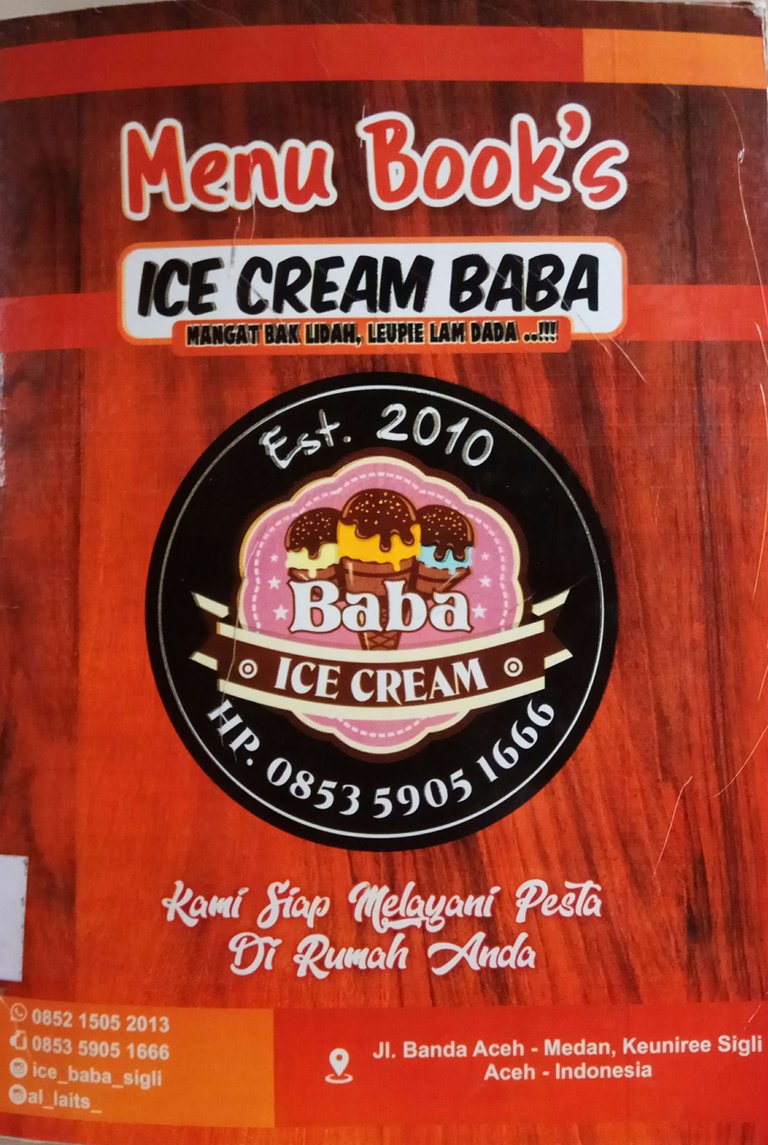 Menu Book's
ICE CREAM BABA
MANGAT BAK LIDAH, LEUPIE LAM DADA ..!!!
Est. 2010
Baba
ICE CREAM
HP. 0853 5905 1666
Kami Siap Melayani Pesta
Di Rumah Anda
0852 1505 2013
0853 5905 1666
ice_baba_sigli
al_laits_
Jl. Banda Aceh - Medan, Keuniree Sigli
Aceh - Indonesia